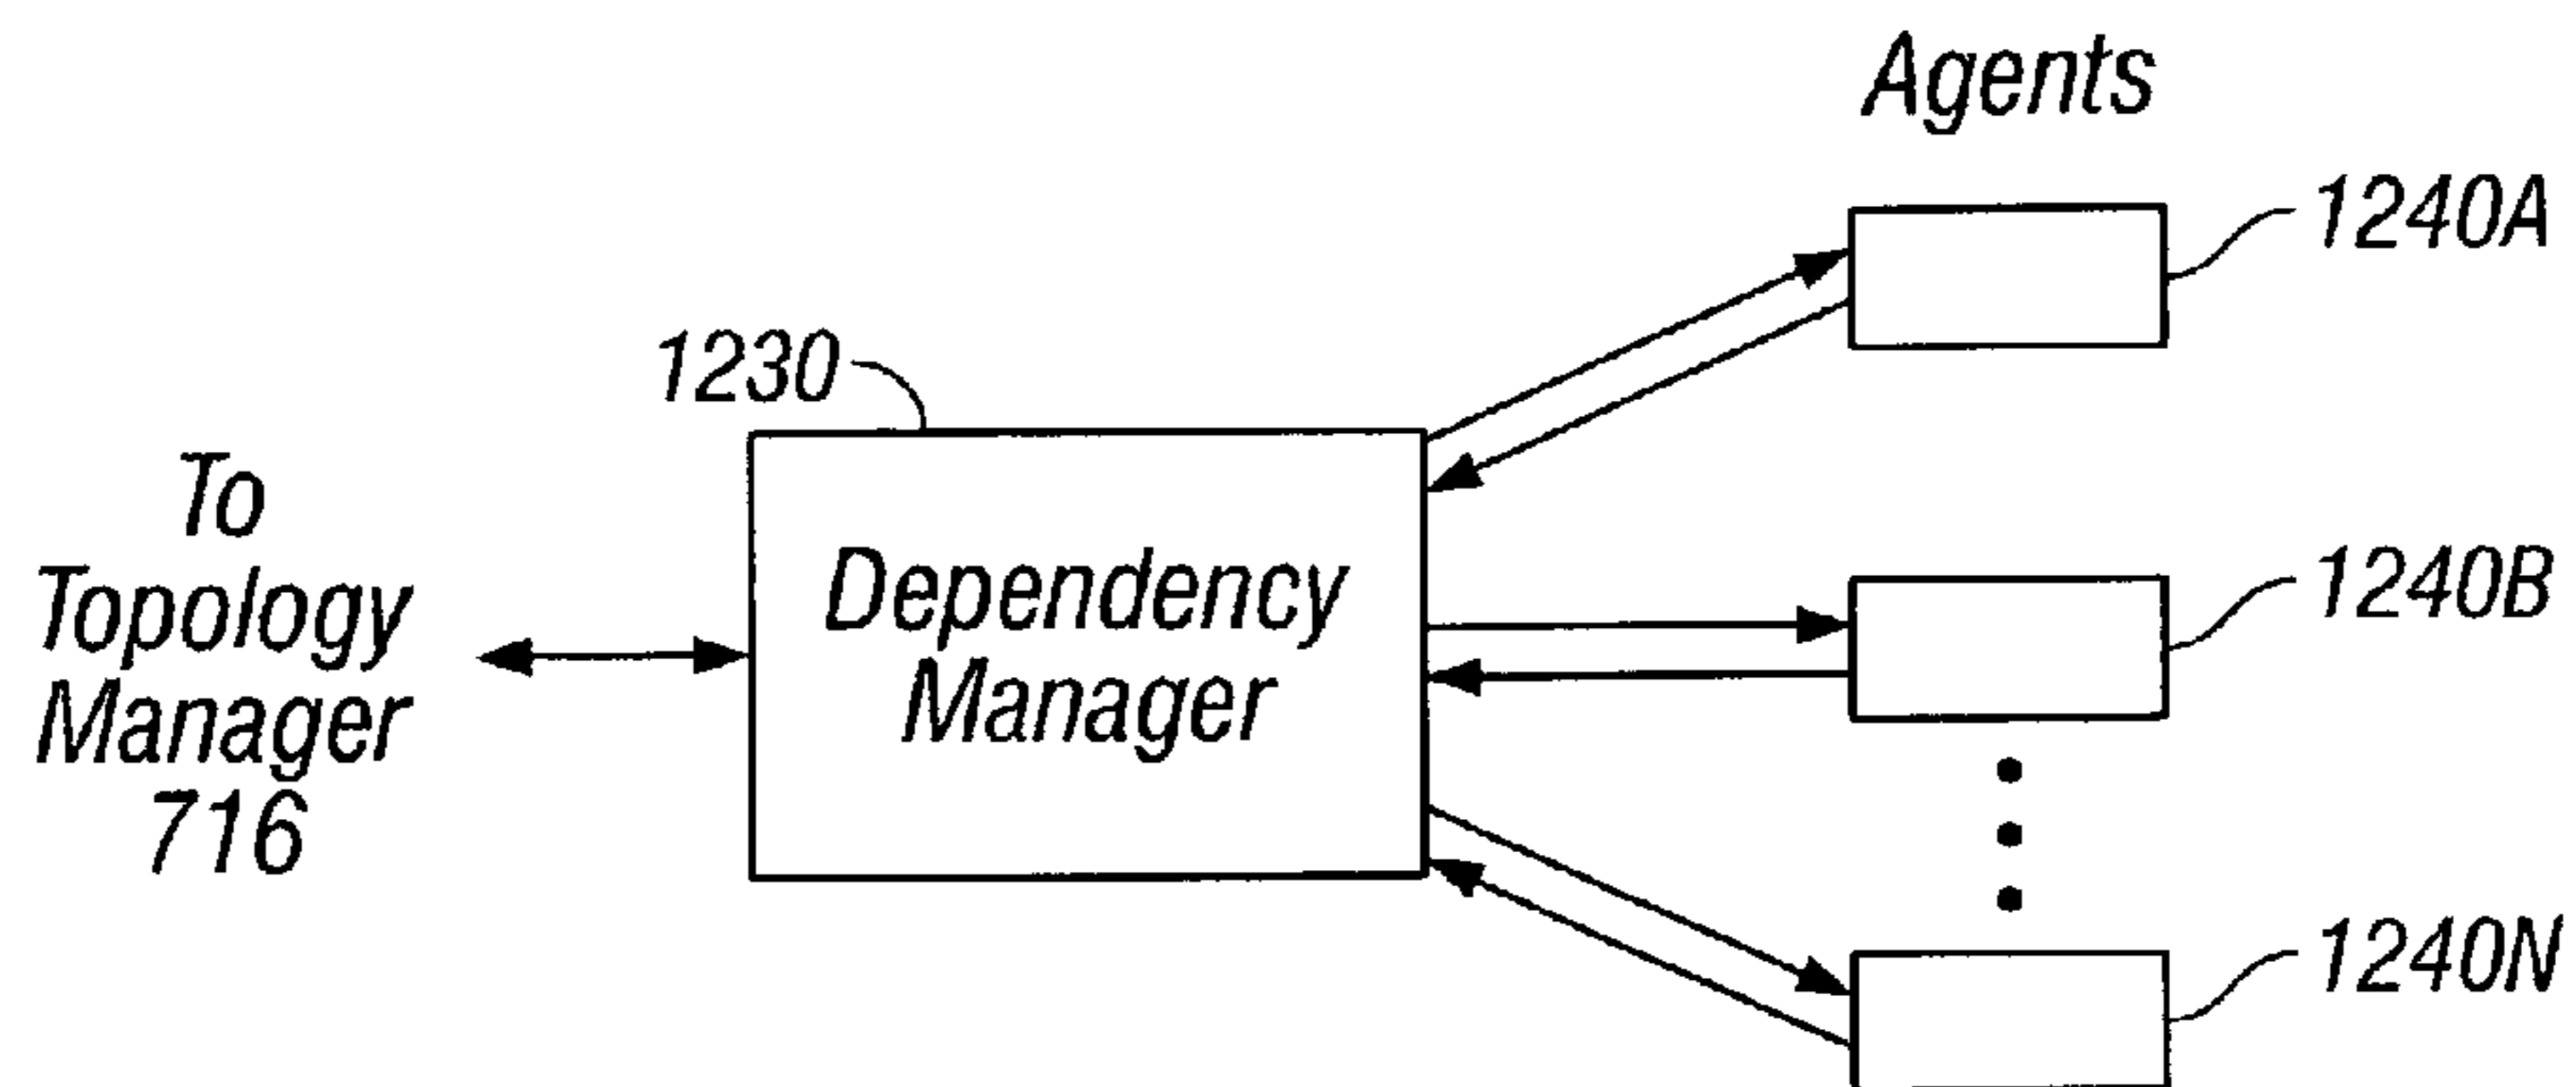 Agents
1240A
1230
To
Topology
Manager
716
Dependency
Manager
1240B
1240N